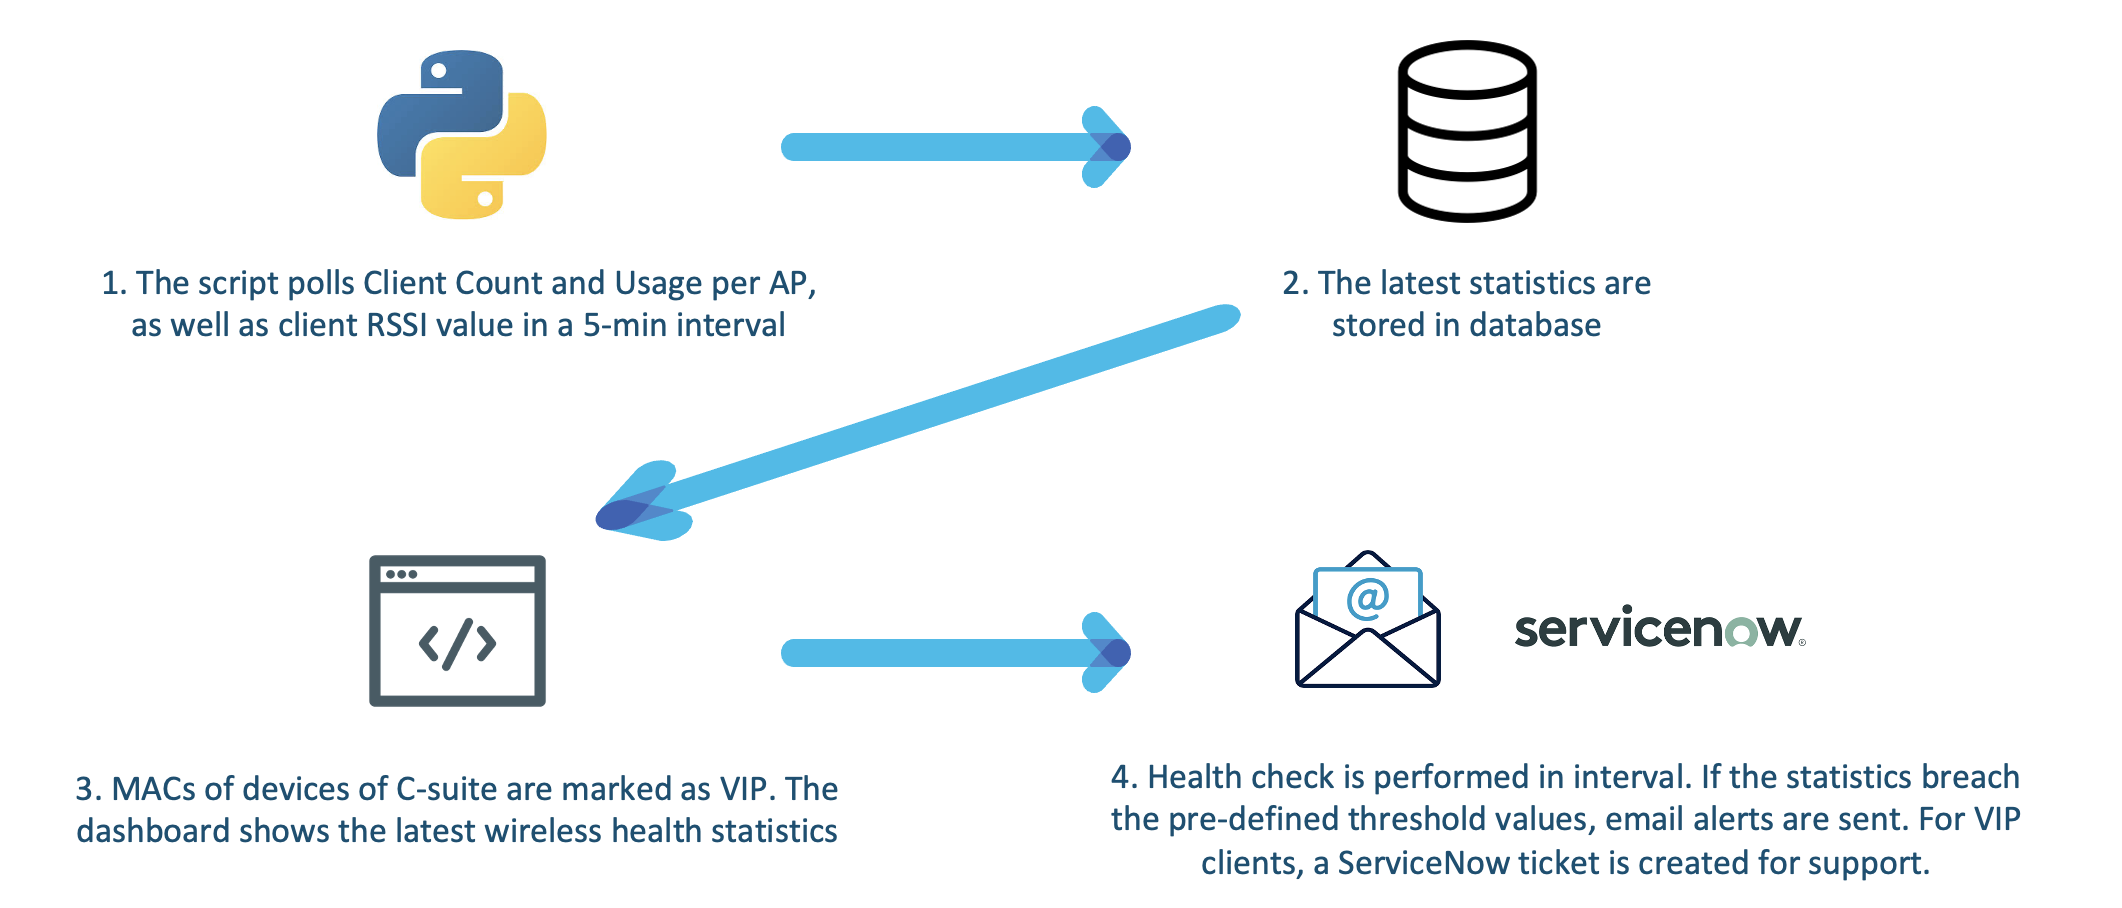 1. The script polls Client Count and Usage per AP,
as well as client RSSI value in a 5-min interval
2. The latest statistics are
stored in database
</>
@
servicenow®
3. MACs of devices of C-suite are marked as VIP. The
dashboard shows the latest wireless health statistics
4. Health check is performed in interval. If the statistics breach
the pre-defined threshold values, email alerts are sent. For VIP
clients, a ServiceNow ticket is created for support.